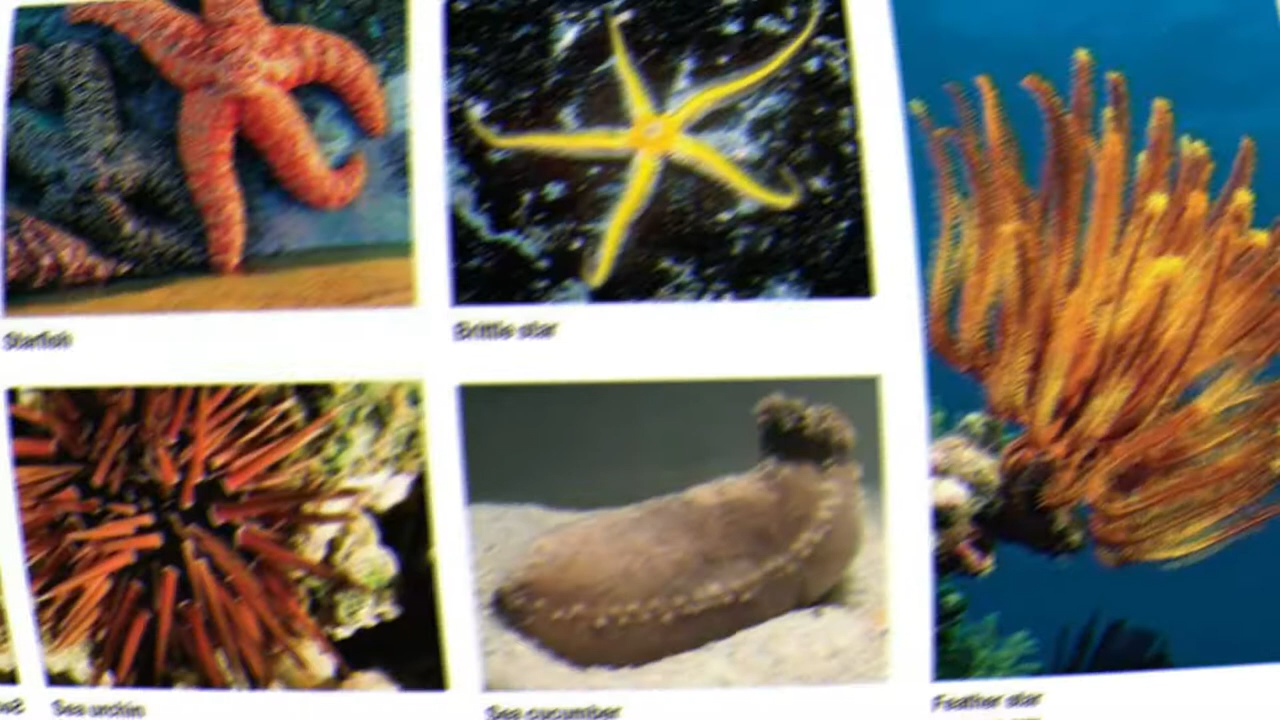 Starfish
Brittle star
Sea urchin
Sea cucumber
Feather star